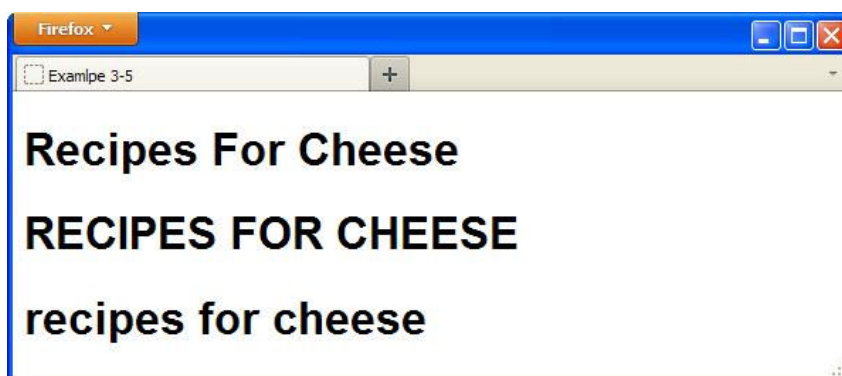 Firefox
Examlpe 3-5
Recipes For Cheese
RECIPES FOR CHEESE
recipes for cheese